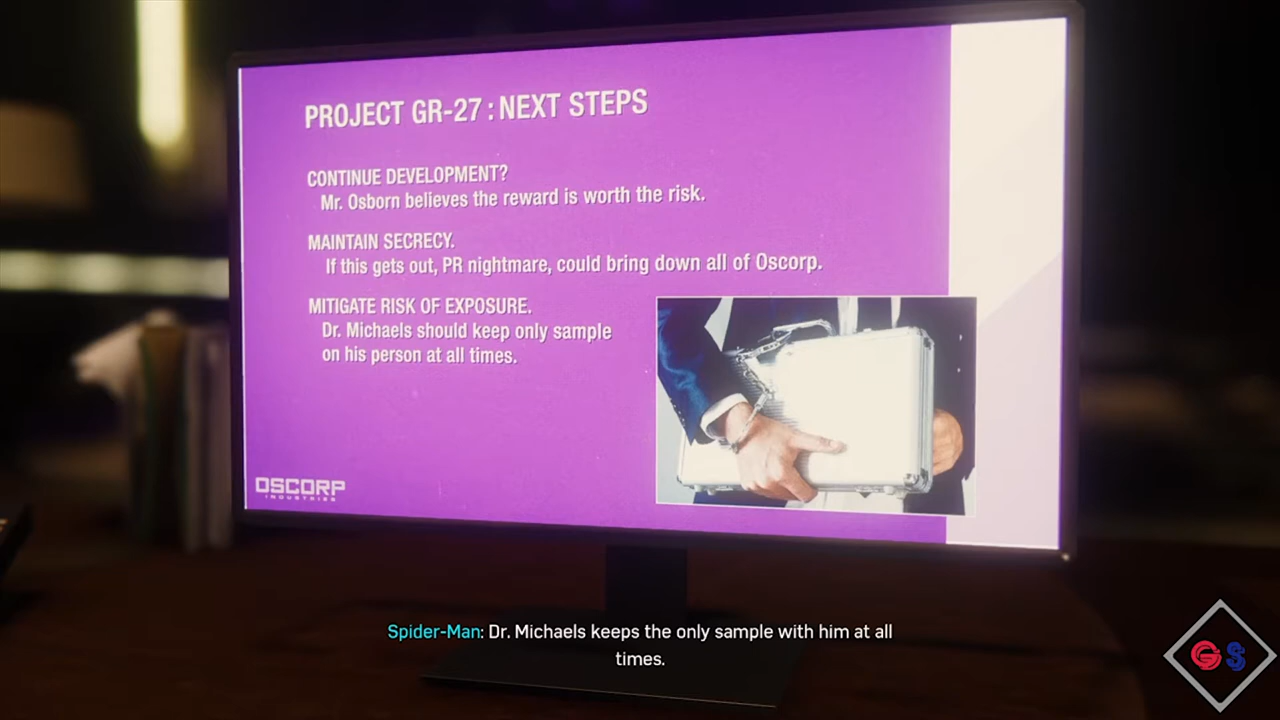 PROJECT GR-27 : NEXT STEPS
CONTINUE DEVELOPMENT?
Mr. Osborn believes the reward is worth the risk.
MAINTAIN SECRECY.
If this gets out, PR nightmare, could bring down all of Oscorp.
MITIGATE RISK OF EXPOSURE.
Dr. Michaels should keep only sample
on his person at all times.
OSCORP
INDUSTRIES
Spider-Man: Dr. Michaels keeps the only sample with him at all
times.
GS